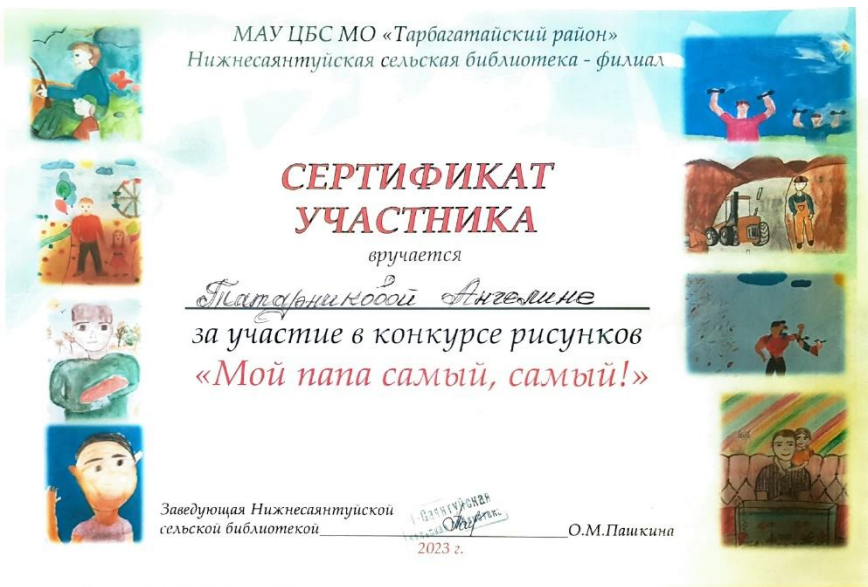 МАУ ЦБС МО «Тарбагатайский район»
Нижнесаянтуйская сельская библиотека - филиал
СЕРТИФИКАТ
УЧАСТНИКА
вручается
Татарниковой Ангелине
за участие в конкурсе рисунков
«Мой папа самый, самый!»
Заведующая Нижнесаянтуйской
сельской библиотекой О.М.Пашкина
2023 г.